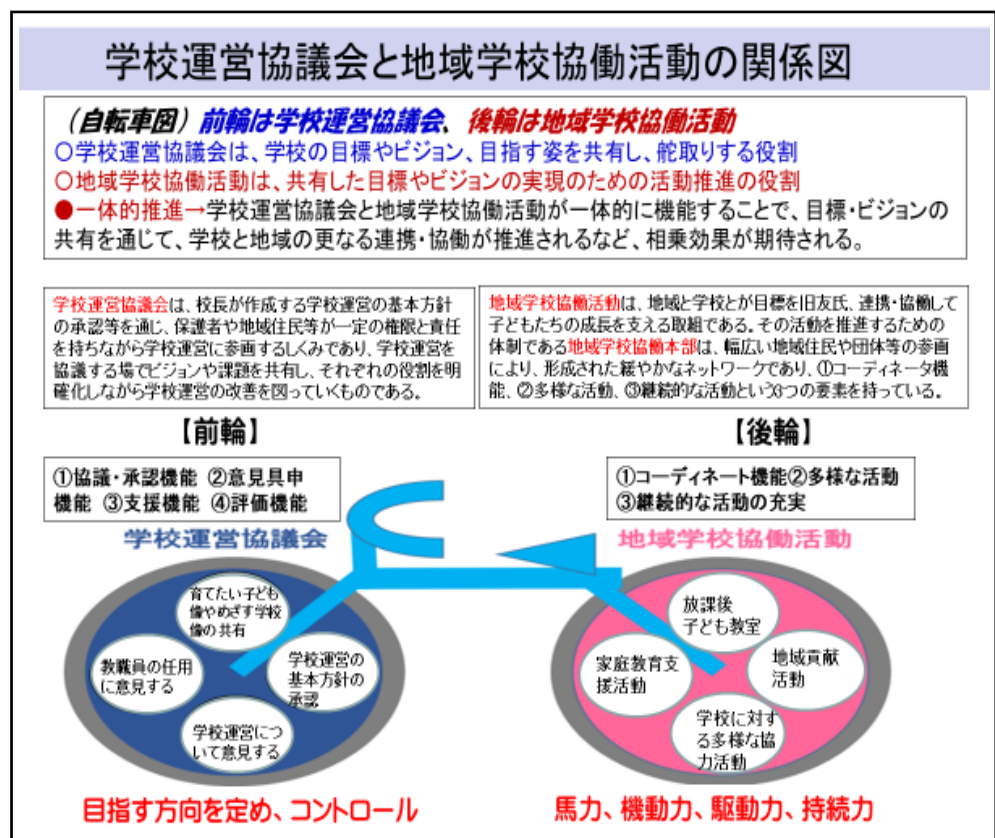 学校運営協議会と地域学校協働活動の関係図
（自転車図）前輪は学校運営協議会、後輪は地域学校協働活動
○学校運営協議会は、学校の目標やビジョン、目指す姿を共有し、舵取りする役割
○地域学校協働活動は、共有した目標やビジョンの実現のための活動推進の役割
●一体的推進→学校運営協議会と地域学校協働活動が一体的に機能することで、目標・ビジョンの
共有を通じて、学校と地域の更なる連携・協働が推進されるなど、相乗効果が期待される。
学校運営協議会は、校長が作成する学校運営の基本方針
の承認等を通じ、保護者や地域住民等が一定の権限と責任
を持ちながら学校運営に参画するしくみであり、学校運営を
協議する場でビジョンや課題を共有し、それぞれの役割を明
確化しながら学校運営の改善を図っていくものである。
地域学校協働活動は、地域と学校とが目標を旧友氏、連携・協働して
子どもたちの成長を支える取組である。その活動を推進するための
体制である地域学校協働本部は、幅広い地域住民や団体等の参画
により、形成された緩やかなネットワークであり、①コーディネータ機
能、②多様な活動、③継続的な活動という3つの要素を持っている。
【前輪】
①協議・承認機能 ②意見具申
機能 ③支援機能 ④評価機能
学校運営協議会
育てたい子ども
像やめざす学校
像の共有
教職員の任用
に意見する
学校運営の
基本方針の
承認
学校運営につ
いて意見する
目指す方向を定め、コントロール
【後輪】
①コーディネート機能②多様な活動
③継続的な活動の充実
地域学校協働活動
放課後
子ども教室
家庭教育支
援活動
地域貢献
活動
学校に対す
る多様な協
力活動
馬力、機動力、駆動力、持続力